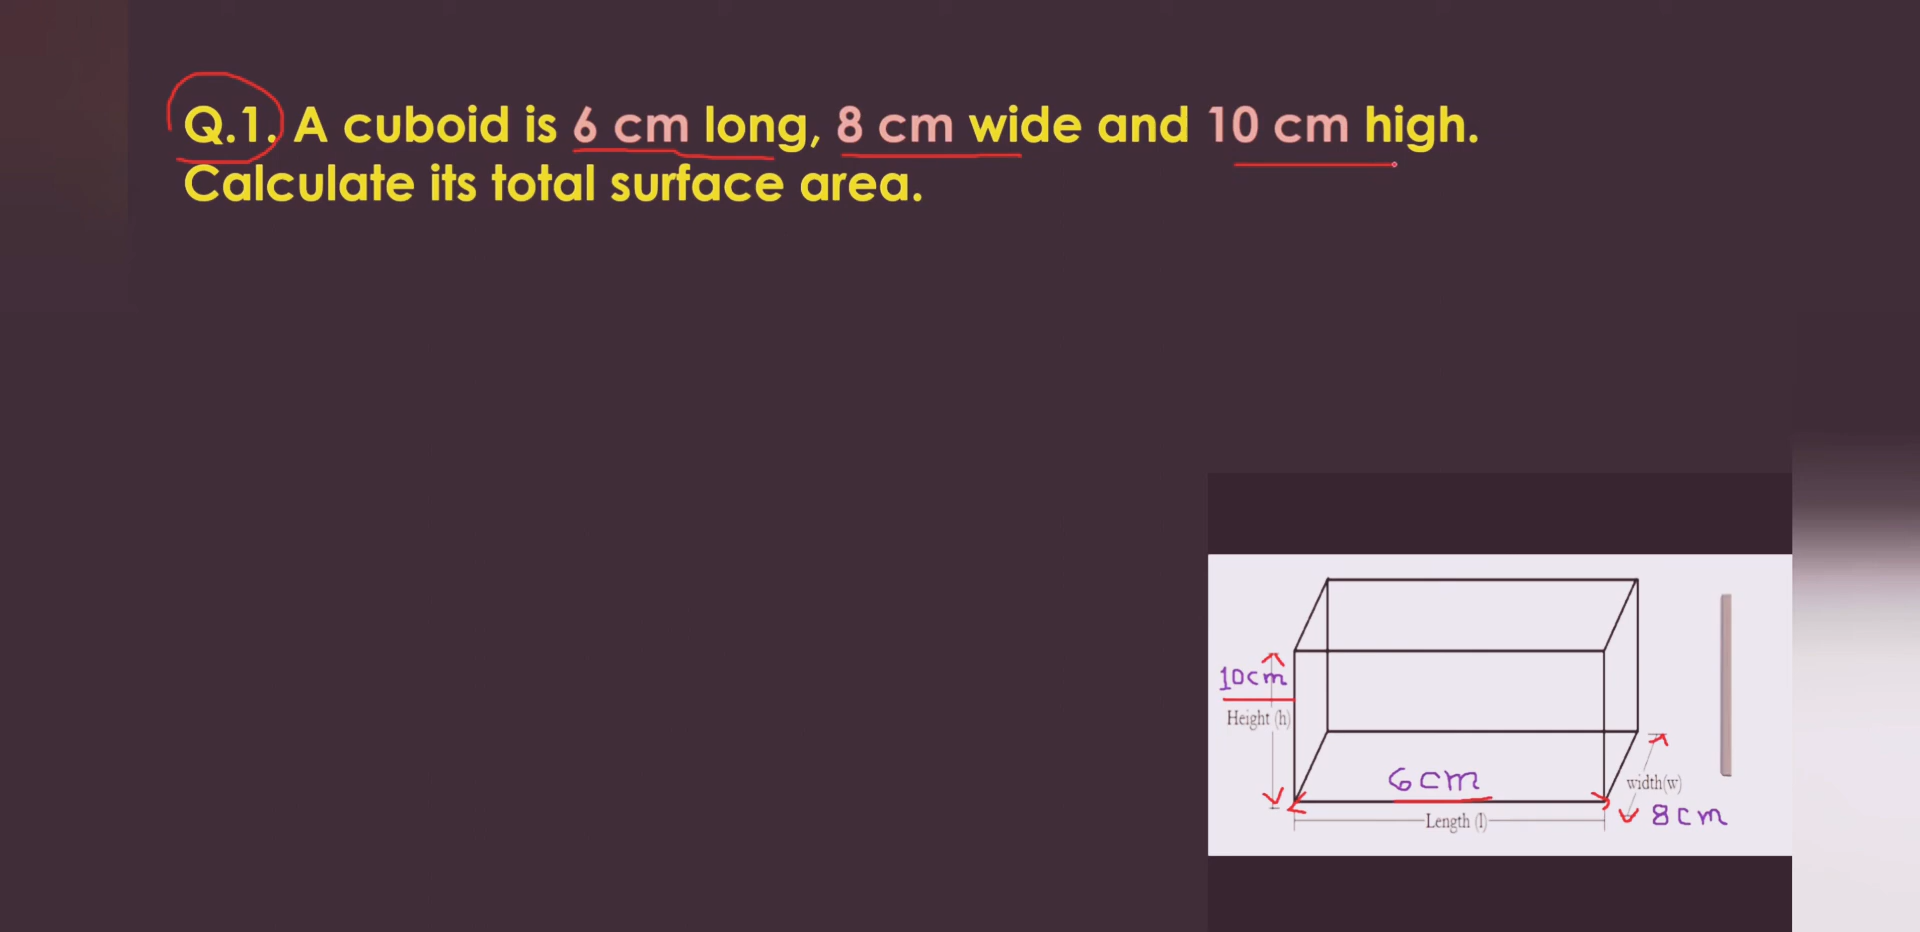 Q.1. A cuboid is 6 cm long, 8 cm wide and 10 cm high.
Calculate its total surface area.
10cm
Height (h)
6cm
width(w)
8cm
Length (l)